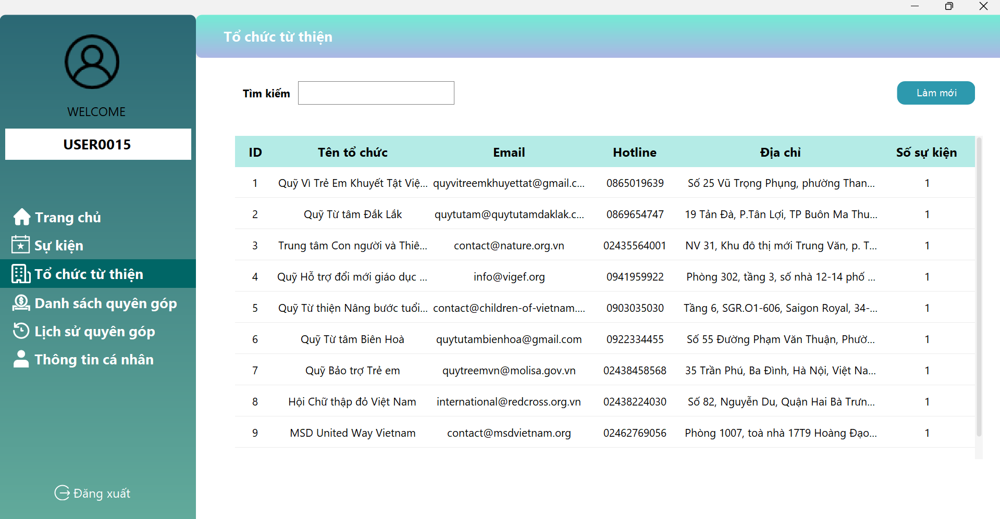 Tổ chức từ thiện
WELCOME
USER0015
Trang chủ
Sự kiện
Tổ chức từ thiện
Danh sách quyên góp
Lịch sử quyên góp
Thông tin cá nhân
Đăng xuất
Tìm kiếm
Làm mới
ID Tên tổ chức Email Hotline Địa chỉ Số sự kiện
1 Quỹ Vì Trẻ Em Khuyết Tật Việ... quyvitreemkhuyettat@gmail.c... 0865019639 Số 25 Vũ Trọng Phụng, phường Than... 1
2 Quỹ Từ tâm Đắk Lắk quytutam@quytutamdaklak.c... 0869654747 19 Tản Đà, P.Tân Lợi, TP Buôn Ma Thu... 1
3 Trung tâm Con người và Thiê... contact@nature.org.vn 02435564001 NV 31, Khu đô thị mới Trung Văn, p. T... 1
4 Quỹ Hỗ trợ đổi mới giáo dục ... info@vigef.org 0941959922 Phòng 302, tầng 3, số nhà 12-14 phố ... 1
5 Quỹ Từ thiện Nâng bước tuổi... contact@children-of-vietnam.... 0903035030 Tầng 6, SGR.O1-606, Saigon Royal, 34-... 1
6 Quỹ Từ tâm Biên Hoà quytutambienhoa@gmail.com 0922334455 Số 55 Đường Phạm Văn Thuận, Phườ... 1
7 Quỹ Bảo trợ Trẻ em quytreemvn@molisa.gov.vn 02438458568 35 Trần Phú, Ba Đình, Hà Nội, Việt Na... 1
8 Hội Chữ thập đỏ Việt Nam international@redcross.org.vn 02438224030 Số 82, Nguyễn Du, Quận Hai Bà Trưn... 1
9 MSD United Way Vietnam contact@msdvietnam.org 02462769056 Phòng 1007, toà nhà 17T9 Hoàng Đạo... 1